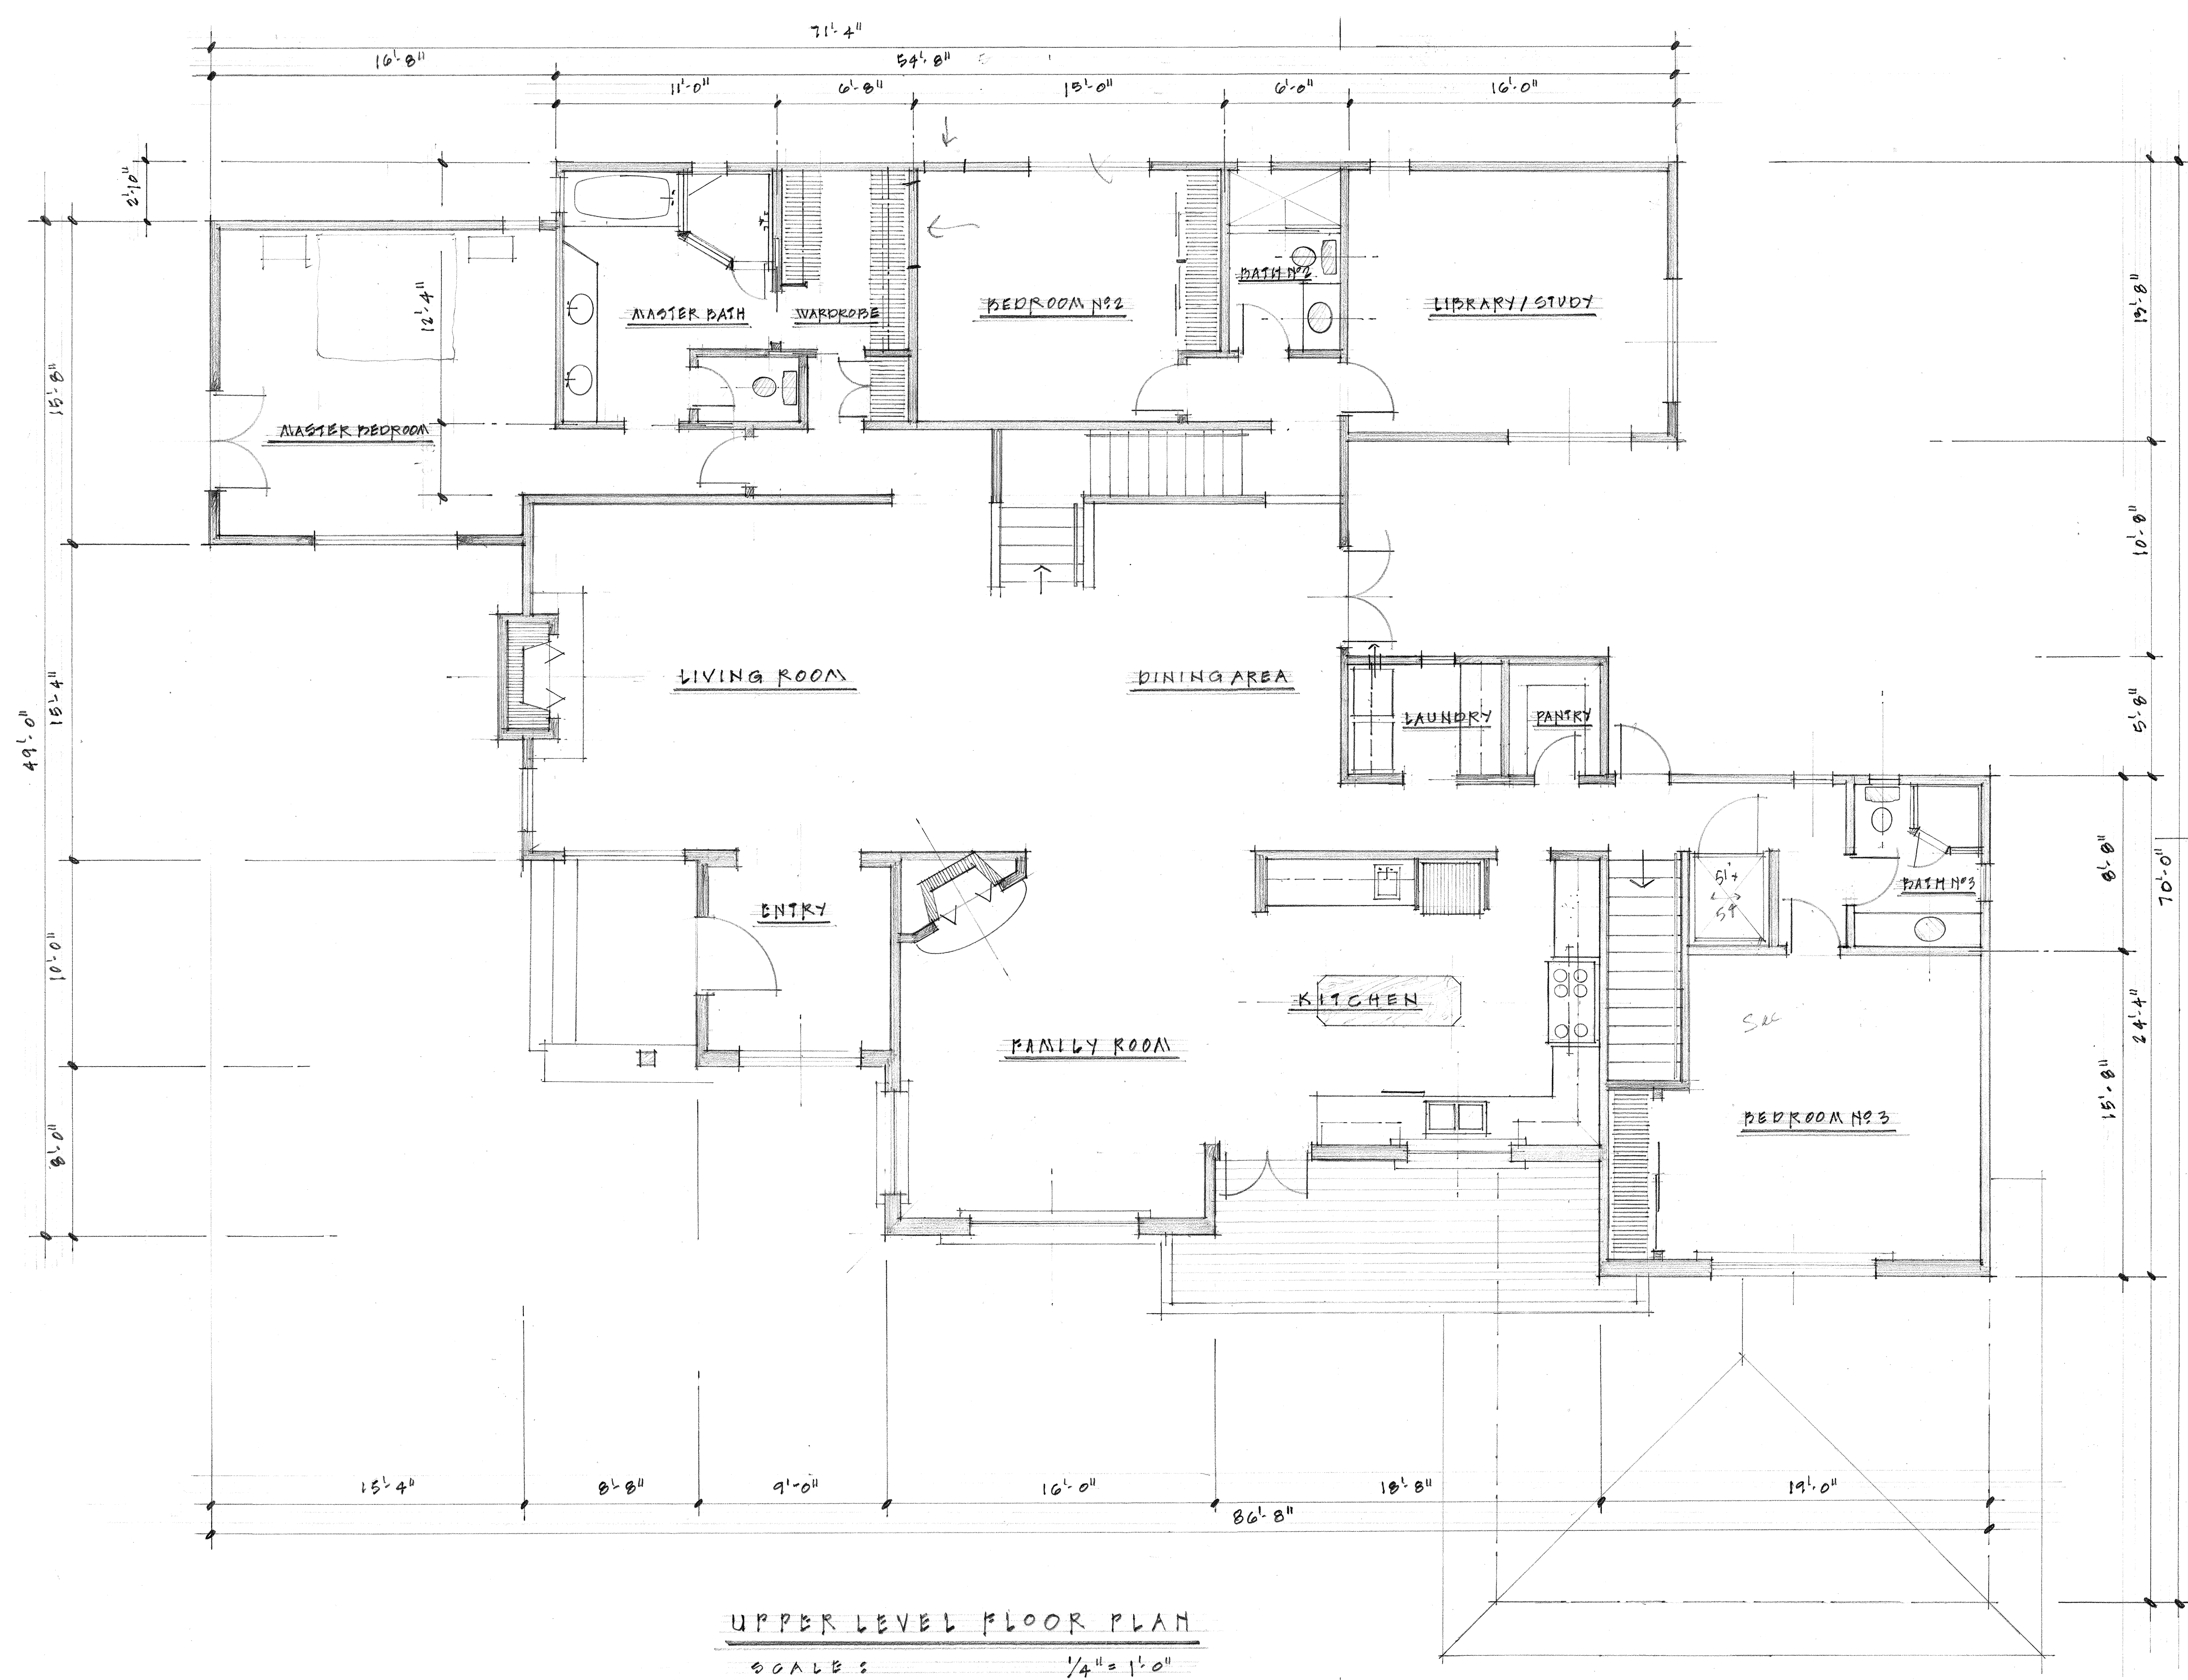 71'-4"
16'-8" 54'-8"
11'-0" 6'-8" 15'-0" 6'-0" 16'-0"
2'-10"
12'-4"
15'-8"
MASTER BATH
WARDROBE
BEDROOM Nº2
BATH Nº2
LIBRARY / STUDY
13'-8"
MASTER BEDROOM
10'-8"
LIVING ROOM
DINING AREA
15'-4"
49'-0"
LAUNDRY
PANTRY
5'-8"
8'-8"
70'-0"
BATH Nº3
ENTRY
10'-0"
KITCHEN
FAMILY ROOM
24'-4"
15'-8"
BEDROOM Nº3
8'-0"
15'-4" 8'-8" 9'-0" 16'-0" 18'-8" 19'-0"
86'-8"
UPPER LEVEL FLOOR PLAN
SCALE: 1/4" = 1'-0"